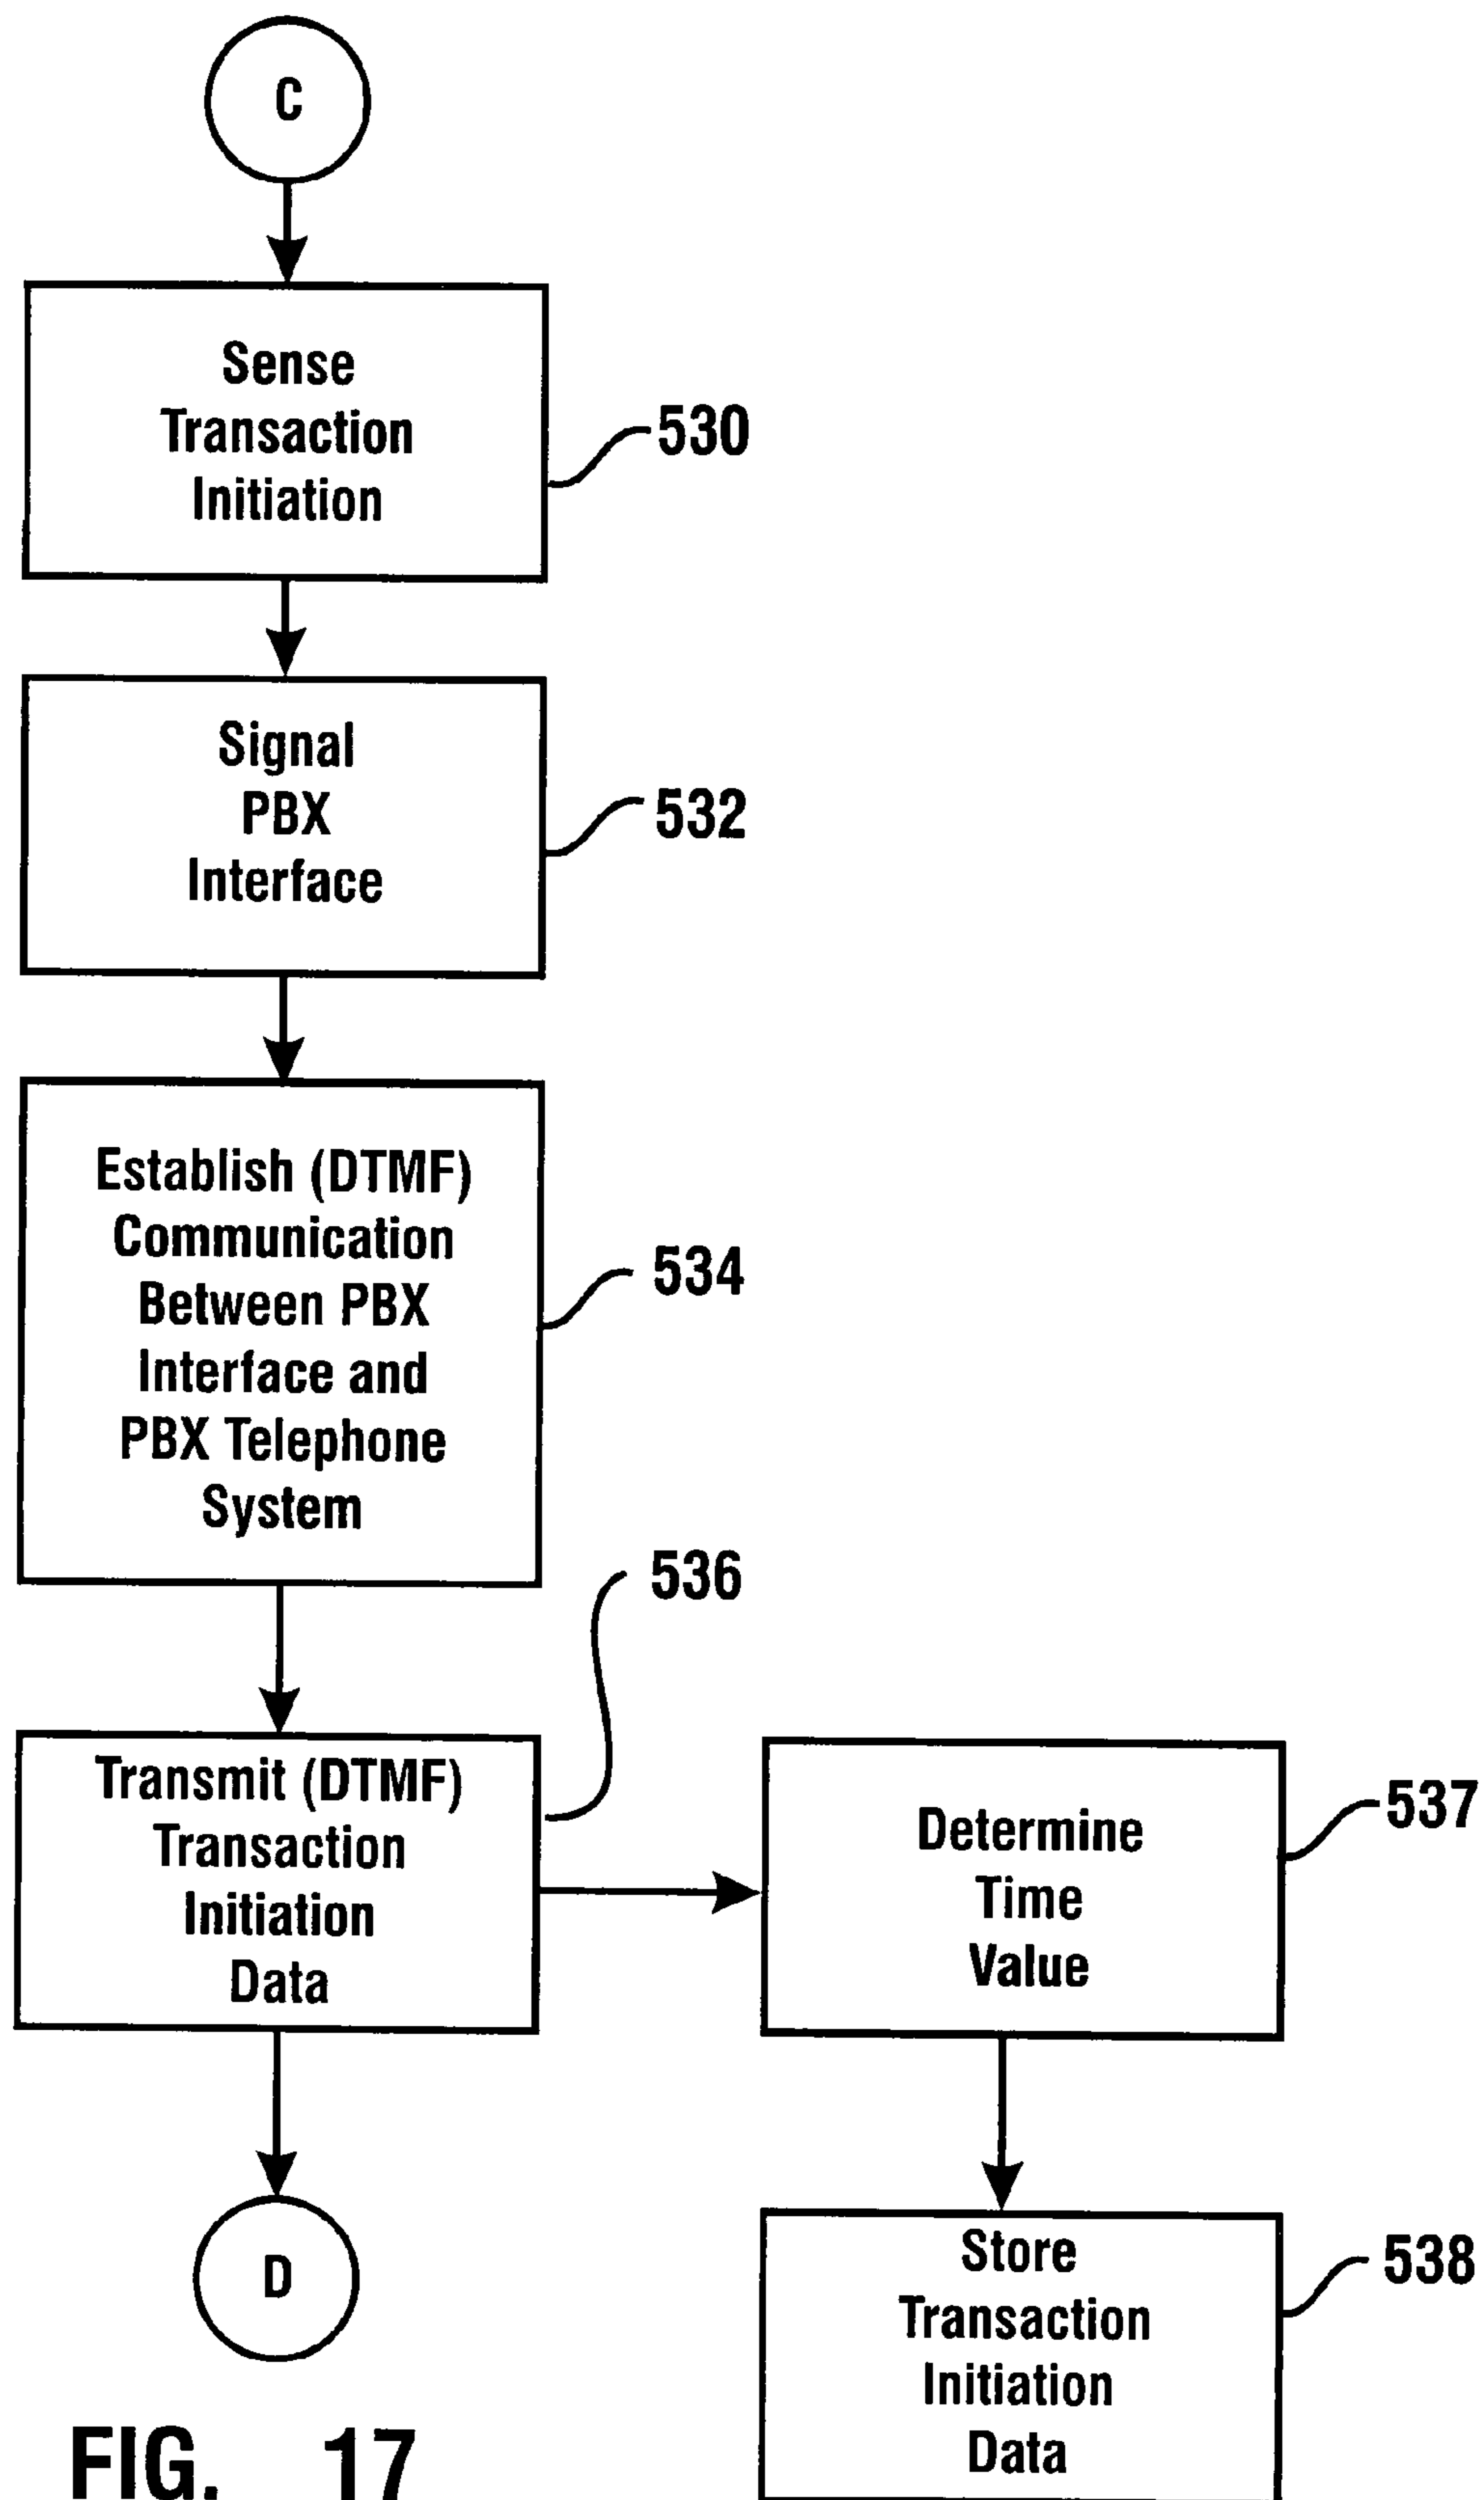 C
Sense
Transaction
Initiation
530
Signal
PBX
Interface
532
Establish (DTMF)
Communication
Between PBX
Interface and
PBX Telephone
System
534
536
Transmit (DTMF)
Transaction
Initiation
Data
Determine
Time
Value
537
D
Store
Transaction
Initiation
Data
538
FIG. 17